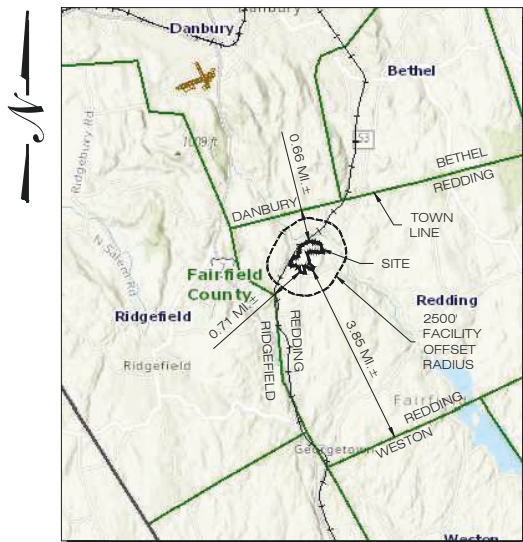 N
Danbury
Danbury
Bethel
Ridgebury Rd
1009 ft
53
0.66 MI.±
BETHEL
REDDING
DANBURY
TOWN
LINE
N Salem Rd
SITE
Fairfield
County
Redding
2500'
FACILITY
OFFSET
RADIUS
Ridgefield
0.71 MI.±
REDDING
RIDGEFIELD
3.85 MI.±
Ridgefield
Fairfield
REDDING
WESTON
Georgetown
Weston